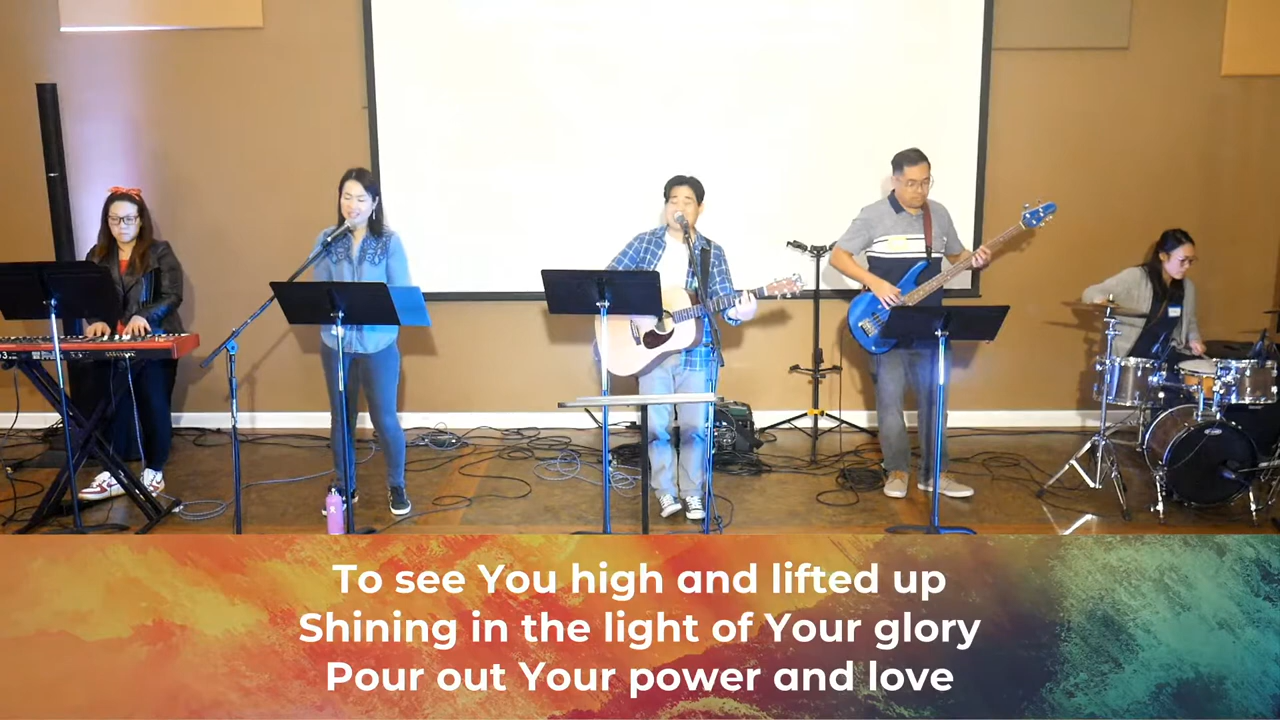 To see You high and lifted up
Shining in the light of Your glory
Pour out Your power and love